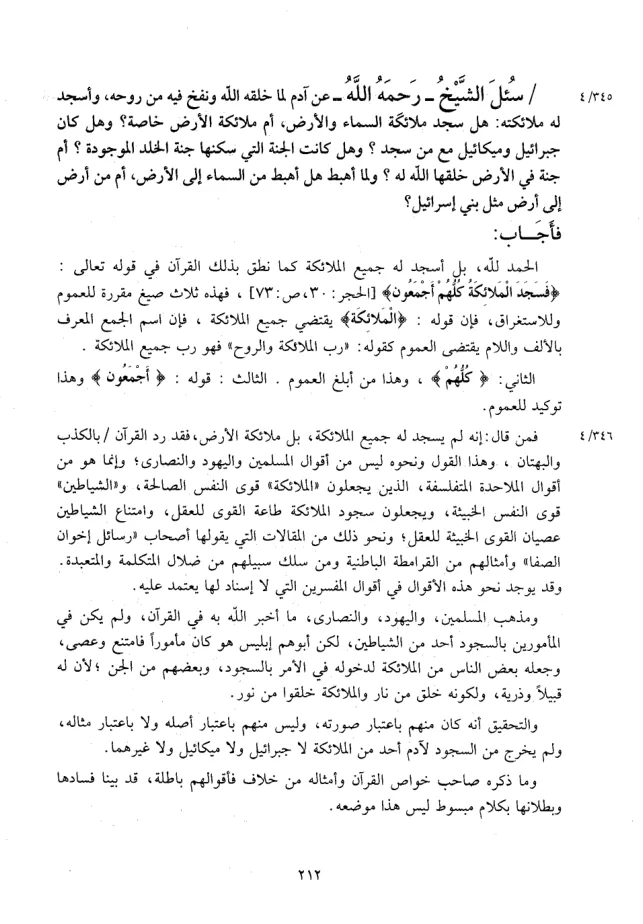 ٤/٣٤٥
/ سُئلَ الشَّيْخُ ـ رَحمَهُ اللَّهُ ـ عن آدم لما خلقه الله ونفخ فيه من روحه، وأسجد
له ملائكته: هل سجد ملائكة السماء والأرض، أم ملائكة الأرض خاصة؟ وهل كان
جبرائيل وميكائيل مع من سجد ؟ وهل كانت الجنة التي سكنها جنة الخلد الموجودة ؟ أم
جنة في الأرض خلقها الله له ؟ ولما أهبط هل أهبط من السماء إلى الأرض، أم من أرض
إلى أرض مثل بني إسرائيل؟
فأَجَــاب:
الحمد لله، بل أسجد له جميع الملائكة كما نطق بذلك القرآن في قوله تعالى :
﴿فَسَجَدَ الْمَلائكَةُ كُلُّهُمْ أَجْمَعُون﴾ [الحجر: ٣٠، ص: ٧٣] ، فهذه ثلاث صيغ مقررة للعموم
وللاستغراق، فإن قوله : ﴿الْمَلائكَة﴾ يقتضي جميع الملائكة ، فإن اسم الجمع المعرف
بالألف واللام يقتضى العموم كقوله: «رب الملائكة والروح» فهو رب جميع الملائكة .
الثاني: ﴿ كُلُّهُمْ ﴾ ، وهذا من أبلغ العموم . الثالث : قوله : ﴿ أَجْمَعُون ﴾ وهذا
توكيد للعموم.
٤/٣٤٦
فمن قال: إنه لم يسجد له جميع الملائكة، بل ملائكة الأرض، فقد رد القرآن / بالكذب
والبهتان ، وهذا القول ونحوه ليس من أقوال المسلمين واليهود والنصارى؛ وإنما هو من
أقوال الملاحدة المتفلسفة، الذين يجعلون «الملائكة» قوى النفس الصالحة، و«الشياطين»
قوى النفس الخبيثة، ويجعلون سجود الملائكة طاعة القوى للعقل، وامتناع الشياطين
عصيان القوى الخبيثة للعقل؛ ونحو ذلك من المقالات التي يقولها أصحاب «رسائل إخوان
الصفا» وأمثالهم من القرامطة الباطنية ومن سلك سبيلهم من ضلال المتكلمة والمتعبدة.
وقد يوجد نحو هذه الأقوال في أقوال المفسرين التي لا إسناد لها يعتمد عليه.
ومذهب المسلمين، واليهود، والنصارى، ما أخبر الله به في القرآن، ولم يكن في
المأمورين بالسجود أحد من الشياطين، لكن أبوهم إبليس هو كان مأموراً فامتنع وعصى،
وجعله بعض الناس من الملائكة لدخوله في الأمر بالسجود، وبعضهم من الجن ؛لأن له
قبيلاً وذرية، ولكونه خلق من نار والملائكة خلقوا من نور.
والتحقيق أنه كان منهم باعتبار صورته، وليس منهم باعتبار أصله ولا باعتبار مثاله،
ولم يخرج من السجود لآدم أحد من الملائكة لا جبرائيل ولا ميكائيل ولا غيرهما.
وما ذكره صاحب خواص القرآن وأمثاله من خلاف فأقوالهم باطلة، قد بينا فسادها
وبطلانها بكلام مبسوط ليس هذا موضعه.
٢١٢